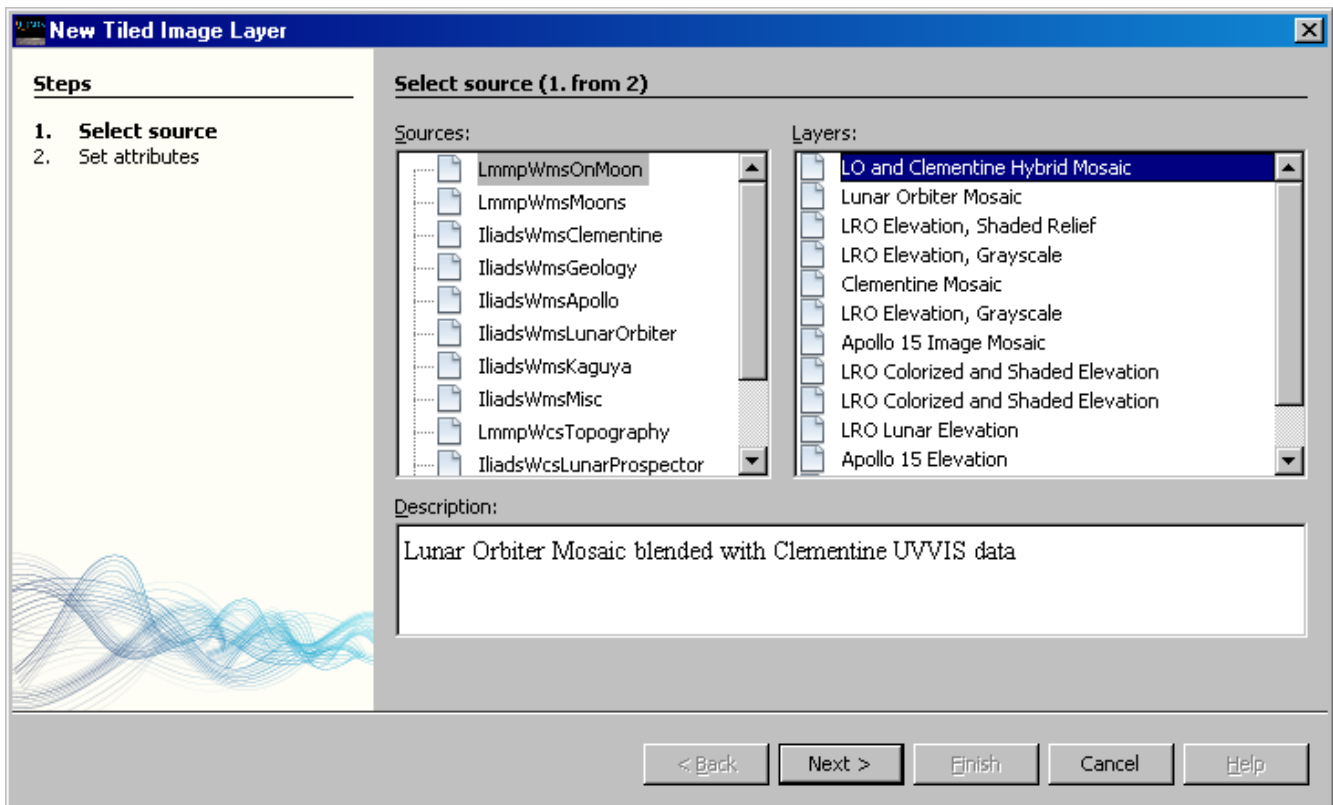 New Tiled Image Layer
Steps
1. Select source
2. Set attributes
Select source (1. from 2)
Sources:
LmmpWmsOnMoon
LmmpWmsMoons
IliadsWmsClementine
IliadsWmsGeology
IliadsWmsApollo
IliadsWmsLunarOrbiter
IliadsWmsKaguya
IliadsWmsMisc
LmmpWcsTopography
IliadsWcsLunarProspector
Layers:
LO and Clementine Hybrid Mosaic
Lunar Orbiter Mosaic
LRO Elevation, Shaded Relief
LRO Elevation, Grayscale
Clementine Mosaic
LRO Elevation, Grayscale
Apollo 15 Image Mosaic
LRO Colorized and Shaded Elevation
LRO Colorized and Shaded Elevation
LRO Lunar Elevation
Apollo 15 Elevation
Description:
Lunar Orbiter Mosaic blended with Clementine UVVIS data
< Back Next > Finish Cancel Help